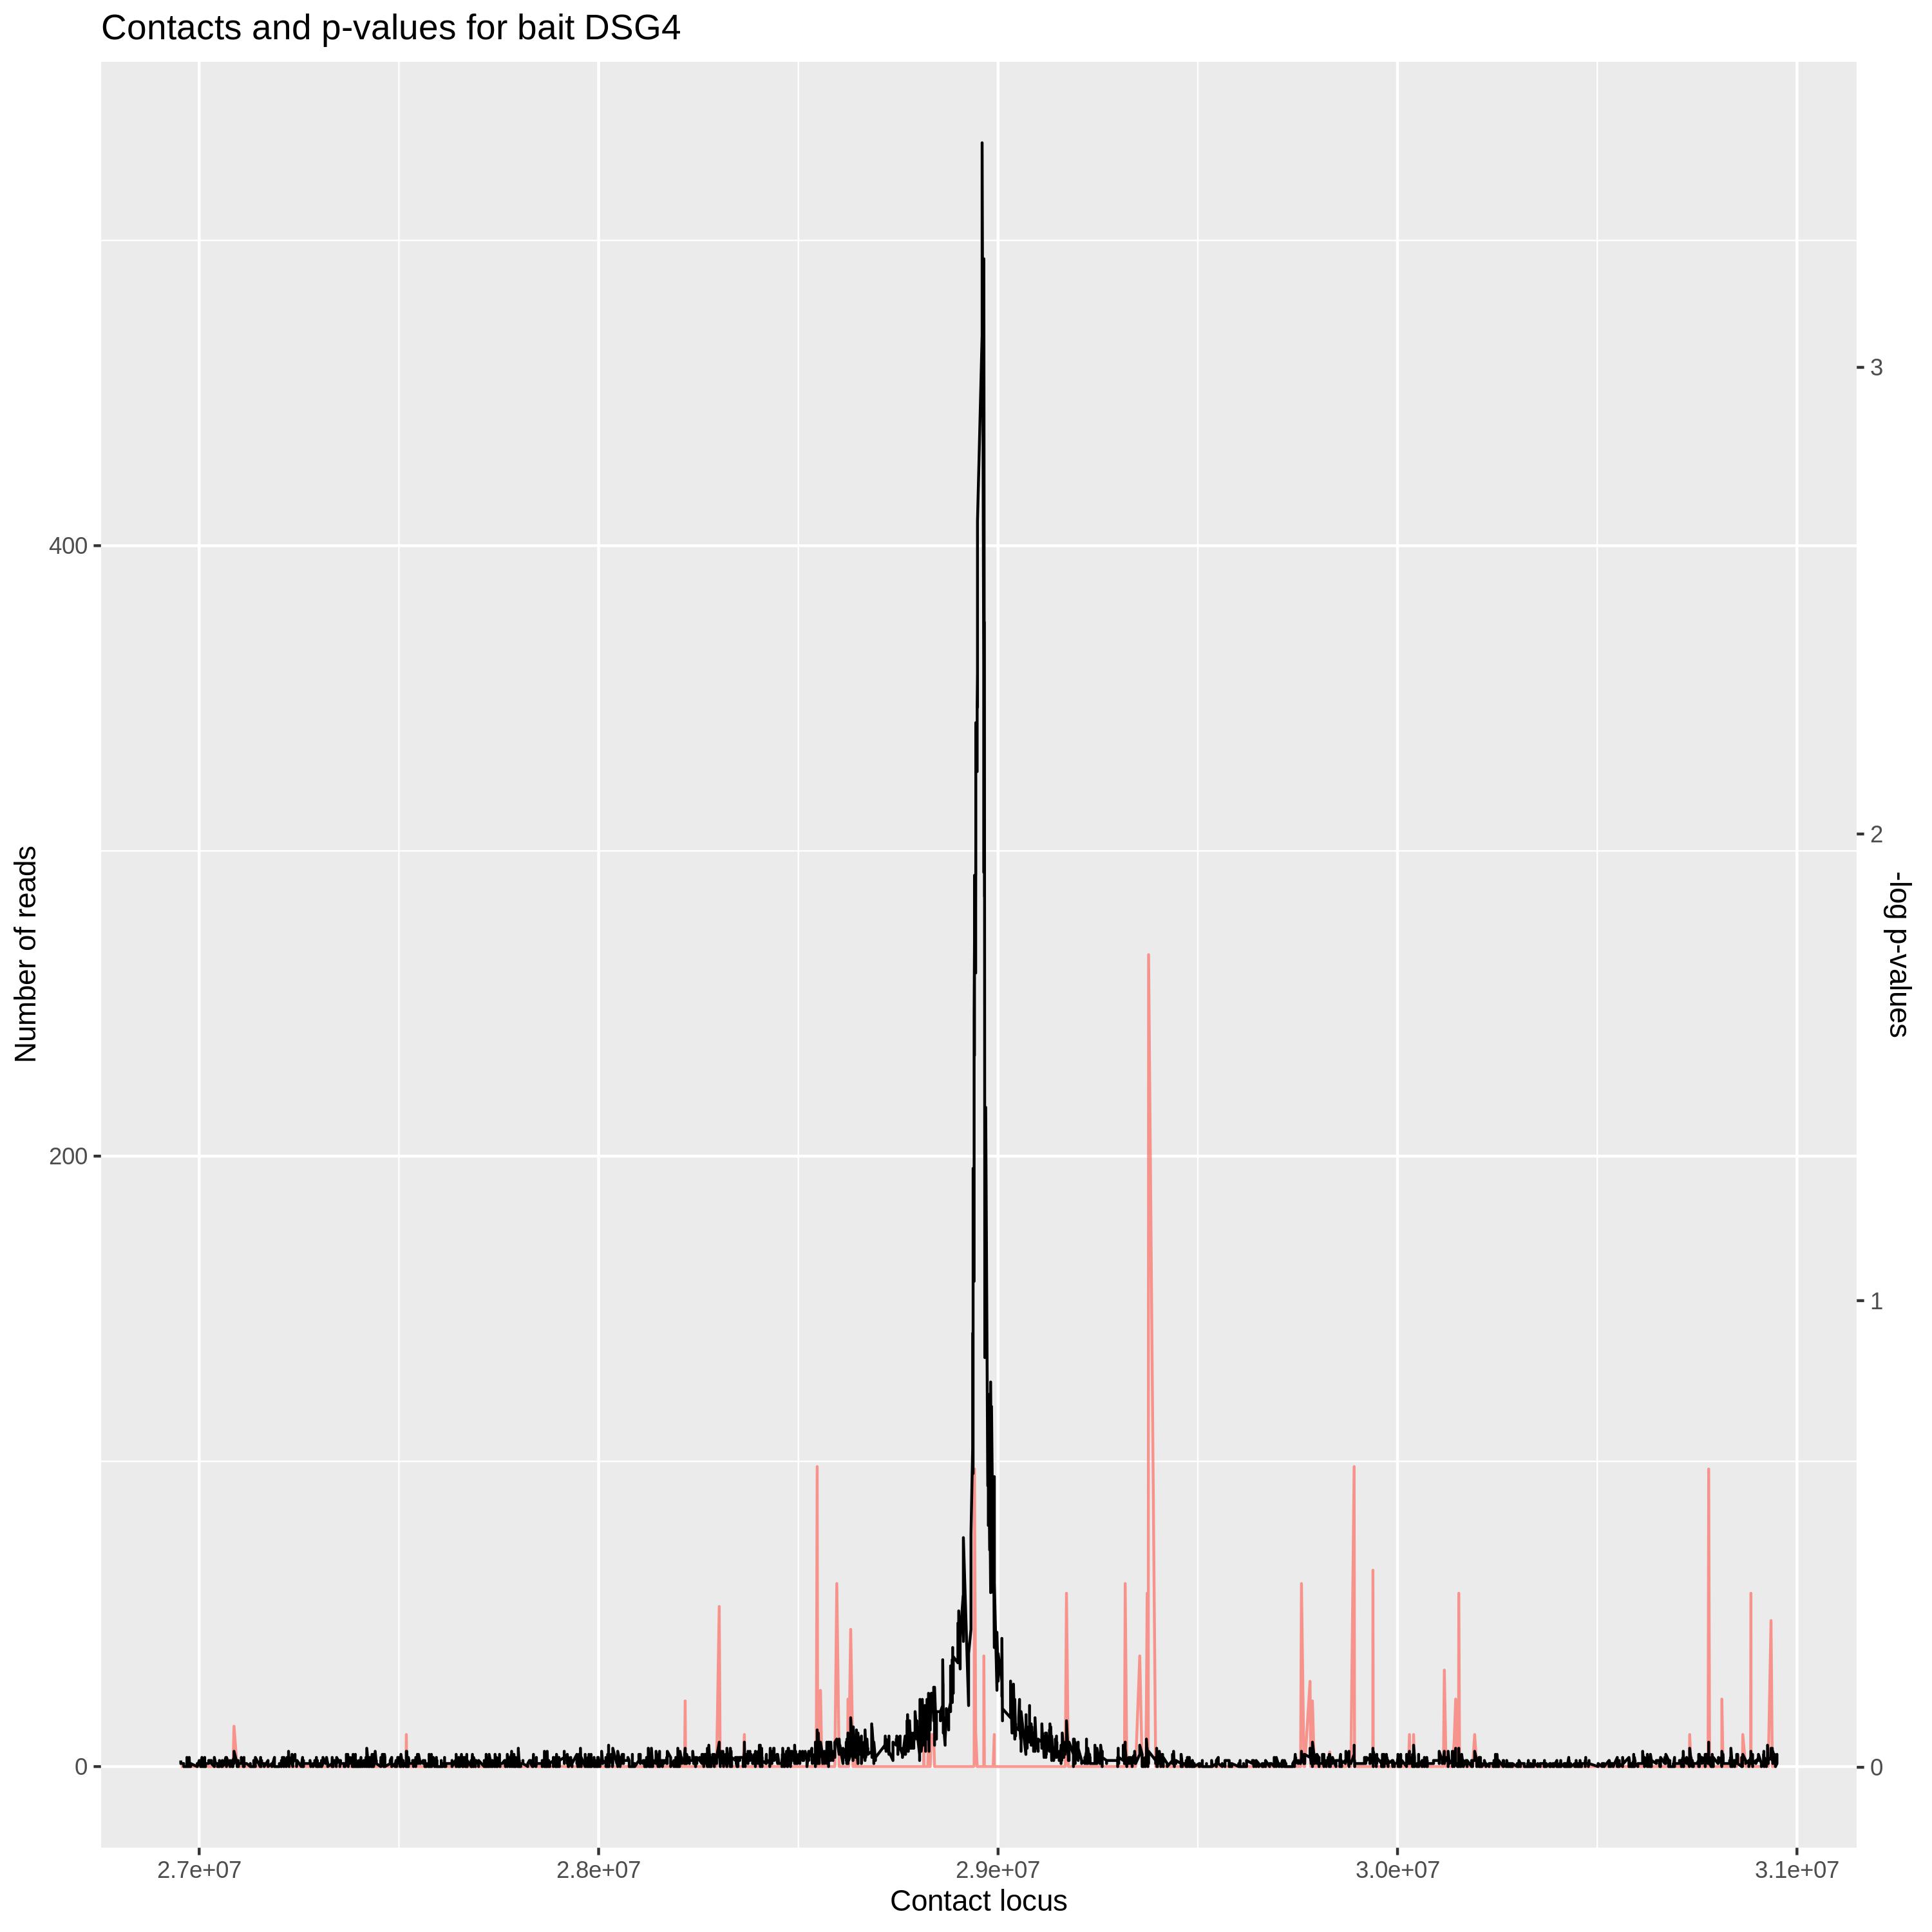 Contacts and p-values for bait DSG4
Number of reads
400
200
0
3
2
1
0
-log p-values
2.7e+07
2.8e+07
2.9e+07
3.0e+07
3.1e+07
Contact locus